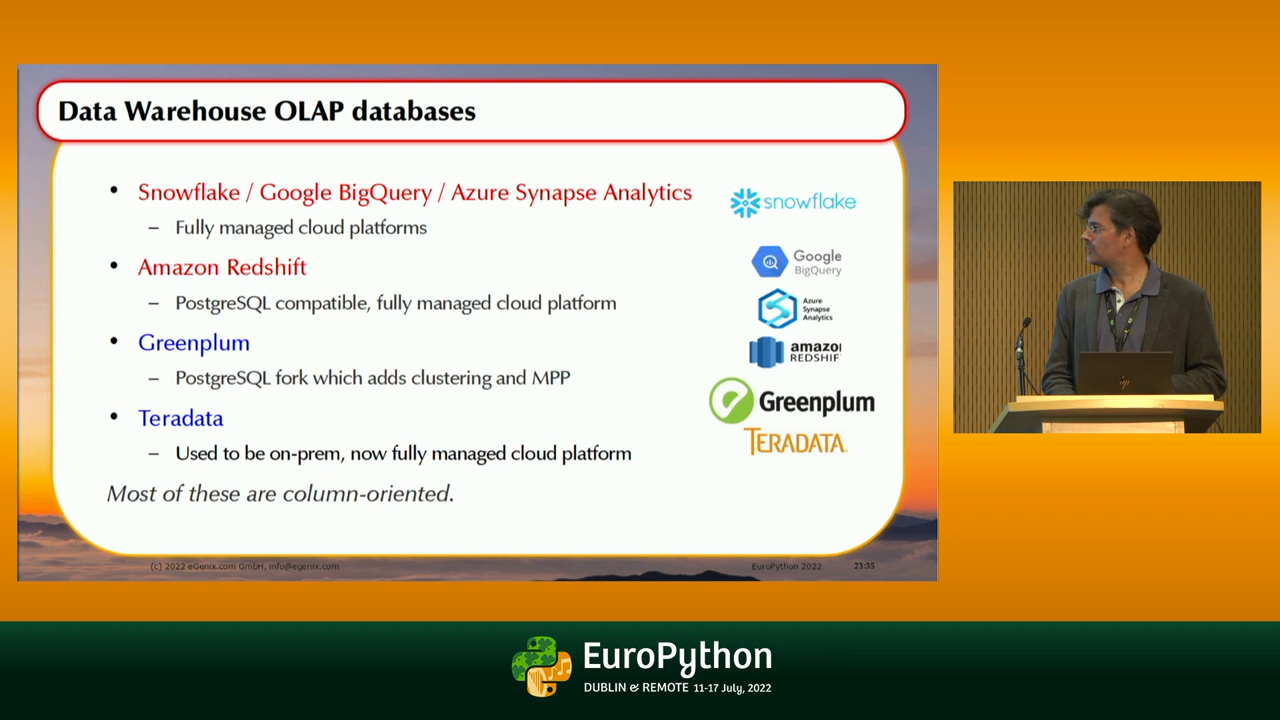 Data Warehouse OLAP databases
• Snowflake / Google BigQuery / Azure Synapse Analytics
– Fully managed cloud platforms
• Amazon Redshift
– PostgreSQL compatible, fully managed cloud platform
• Greenplum
– PostgreSQL fork which adds clustering and MPP
• Teradata
– Used to be on-prem, now fully managed cloud platform
Most of these are column-oriented.
snowflake
Google
BigQuery
Azure
Synapse
Analytics
amazon
REDSHIF
Greenplum
TERADATA
(c) 2022 eGenix.com GmbH, info@egenix.com
EuroPython 2022
23:35
hp
EuroPython
DUBLIN & REMOTE 11-17 July, 2022